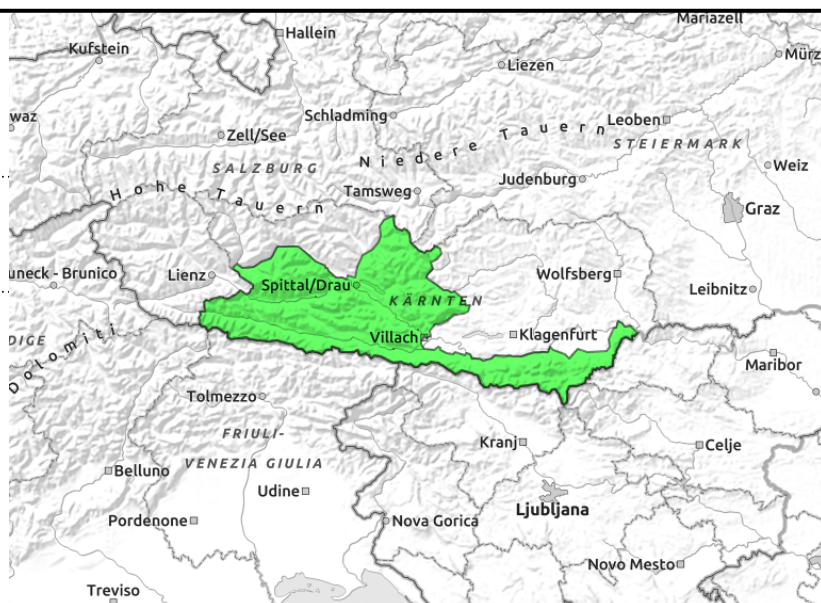 Mariazell
Hallein
Kufstein
Liezen
Mürz
waz
Schladming
Leoben
Zell/See
Niedere Tauern
STEIERMARK
SALZBURG
Weiz
Hohe Tauern
Tamsweg
Judenburg
Graz
uneck - Brunico
Lienz
Wolfsberg
Spittal/Drau
Leibnitz
KÄRNTEN
DIGE
Dolomiti
Villach
Klagenfurt
Maribor
Tolmezzo
FRIULI-
VENEZIA GIULIA
Kranj
Celje
Belluno
Udine
Ljubljana
Pordenone
Nova Gorica
Novo Mesto
Treviso